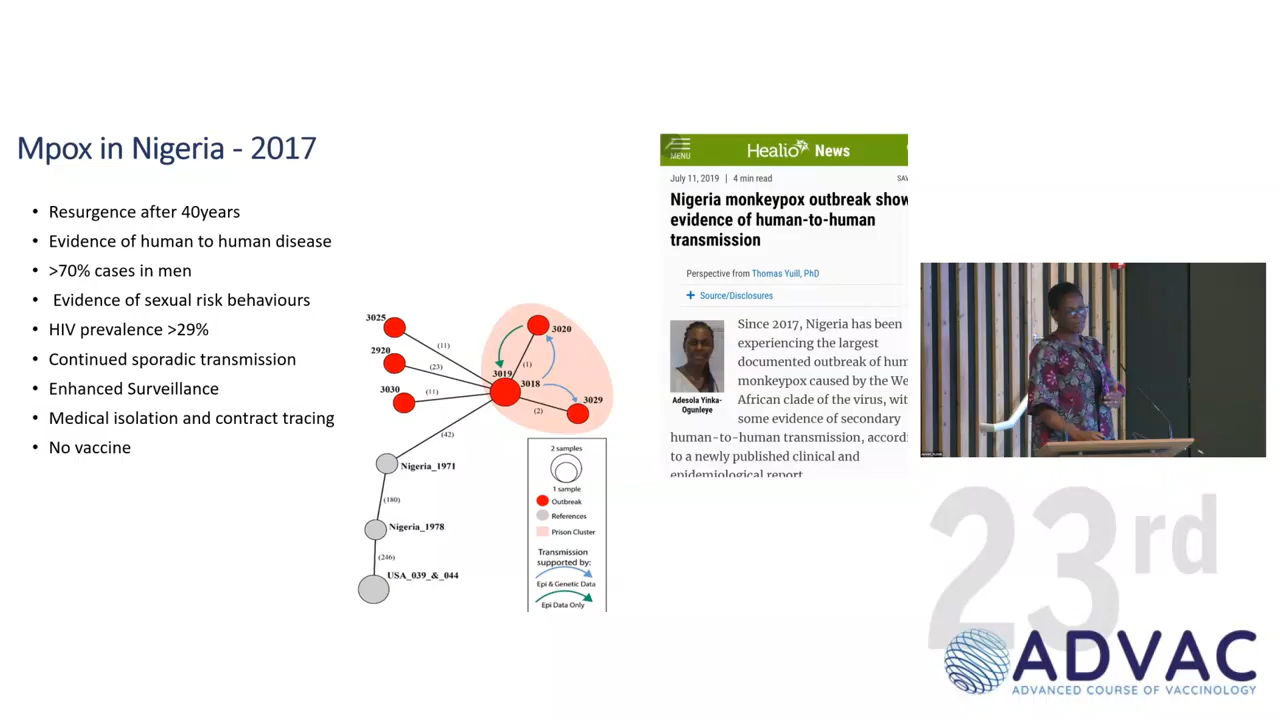 Mpox in Nigeria - 2017
• Resurgence after 40years
• Evidence of human to human disease
• >70% cases in men
• Evidence of sexual risk behaviours
• HIV prevalence >29%
• Continued sporadic transmission
• Enhanced Surveillance
• Medical isolation and contract tracing
• No vaccine
3025
2920
3030
(11)
(23)
(11)
3020
(1)
3019
3018
3029
(2)
(42)
Nigeria_1971
(180)
Nigeria_1978
(246)
USA_039_&_044
2 samples
1 sample
Outbreak
References
Prison Cluster
Transmission
supported by:
Epi & Genetic Data
Epi Data Only
MENU
Healio News
July 11, 2019 | 4 min read
SAV
Nigeria monkeypox outbreak show
evidence of human-to-human
transmission
Perspective from Thomas Yuill, PhD
+ Source/Disclosures
Since 2017, Nigeria has been
experiencing the largest
documented outbreak of hum
monkeypox caused by the We
African clade of the virus, wit
some evidence of secondary
human-to-human transmission, accordi
to a newly published clinical and
epidemiological report
Adesola Yinka-
Ogunleye
23rd
ADVAC
ADVANCED COURSE OF VACCINOLOGY